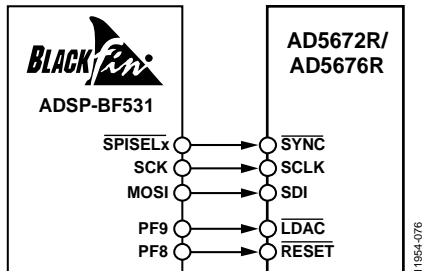 BLACKfin
ADSP-BF531
SPISELx
SCK
MOSI
PF9
PF8
AD5672R/
AD5676R
SYNC
SCLK
SDI
LDAC
RESET
11954-076